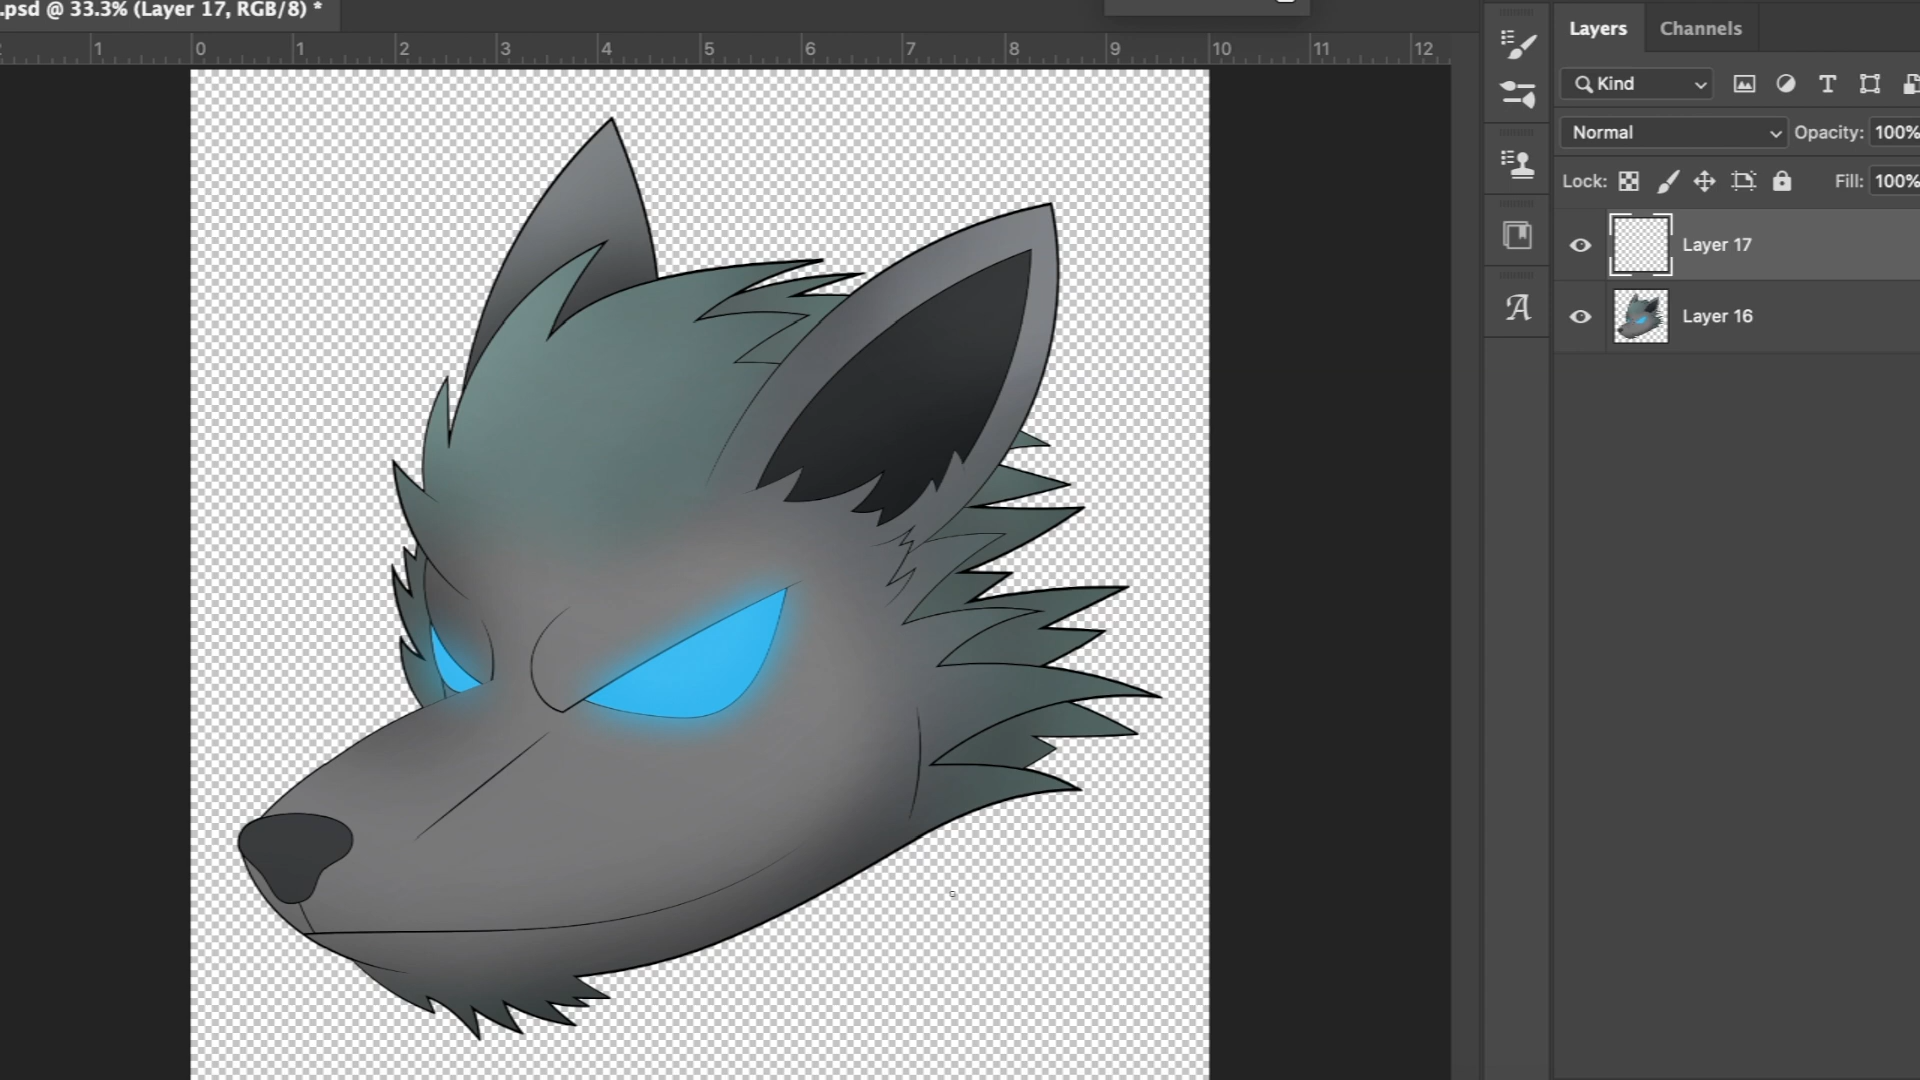 .psd @ 33.3% (Layer 17, RGB/8) *
2 1 0 1 2 3 4 5 6 7 8 9 10 11 12
Layers Channels
Kind
Normal Opacity: 100%
Lock: Fill: 100%
Layer 17
Layer 16